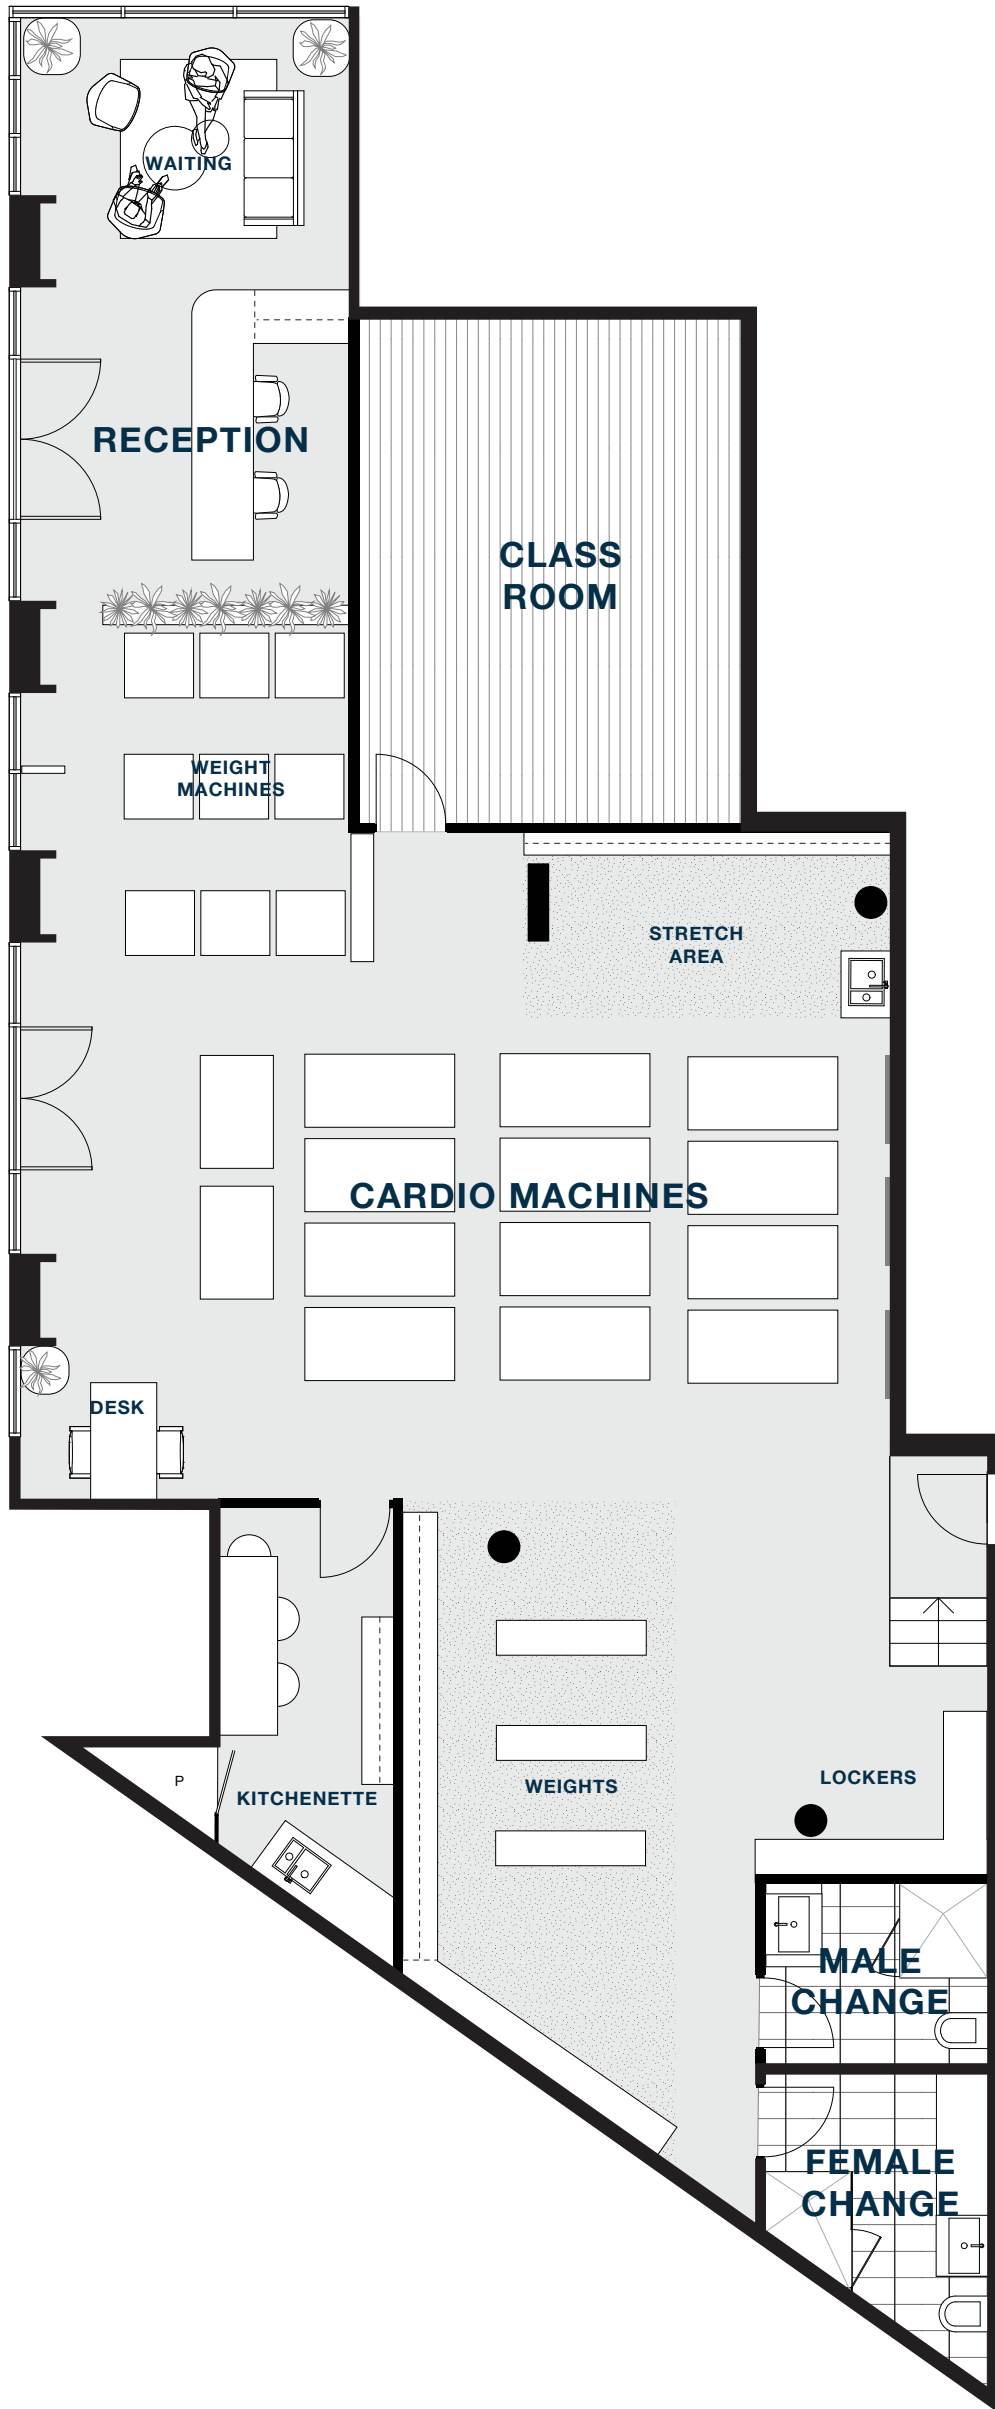 WAITING
RECEPTION
CLASS
ROOM
WEIGHT
MACHINES
STRETCH
AREA
CARDIO MACHINES
DESK
P
KITCHENETTE
WEIGHTS
LOCKERS
MALE
CHANGE
FEMALE
CHANGE